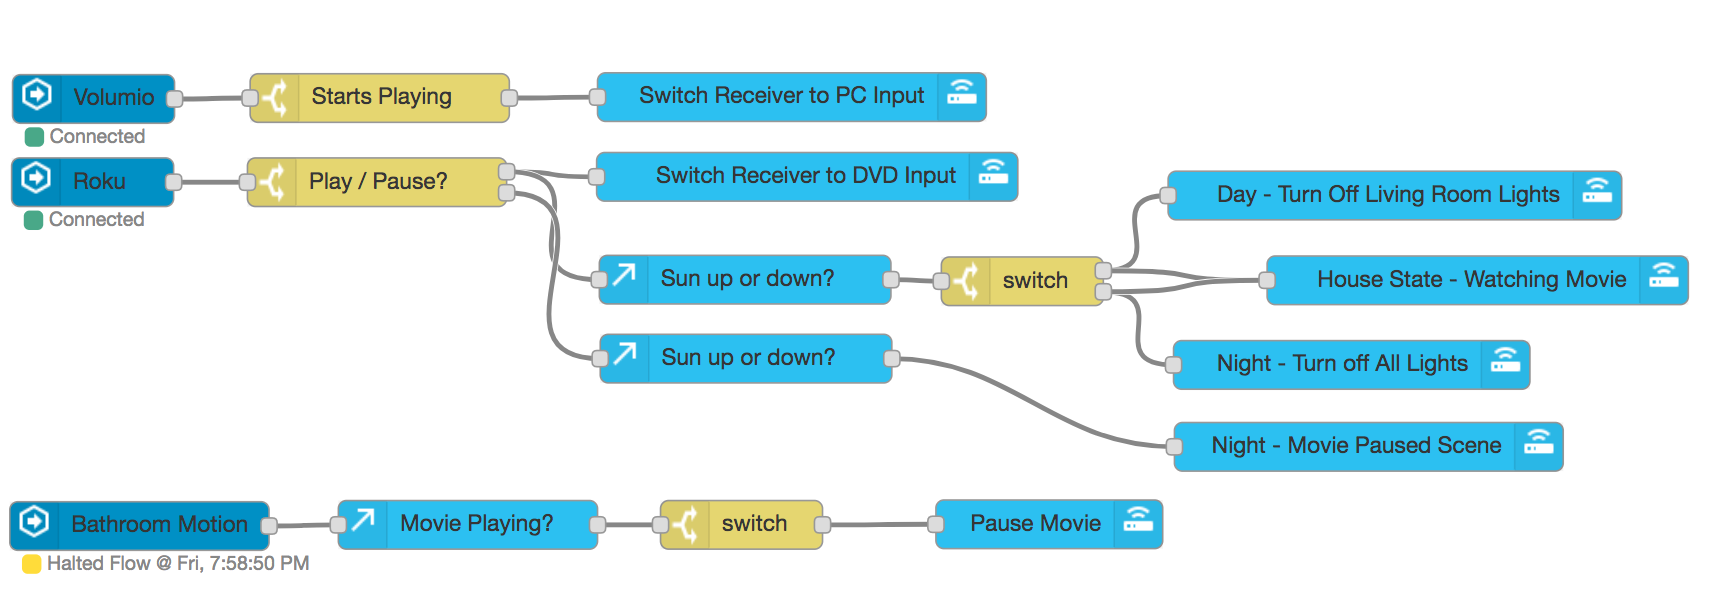 Volumio
Starts Playing
Switch Receiver to PC Input
Connected
Roku
Play / Pause?
Switch Receiver to DVD Input
Connected
Day - Turn Off Living Room Lights
Sun up or down?
switch
House State - Watching Movie
Sun up or down?
Night - Turn off All Lights
Night - Movie Paused Scene
Bathroom Motion
Movie Playing?
switch
Pause Movie
Halted Flow @ Fri, 7:58:50 PM